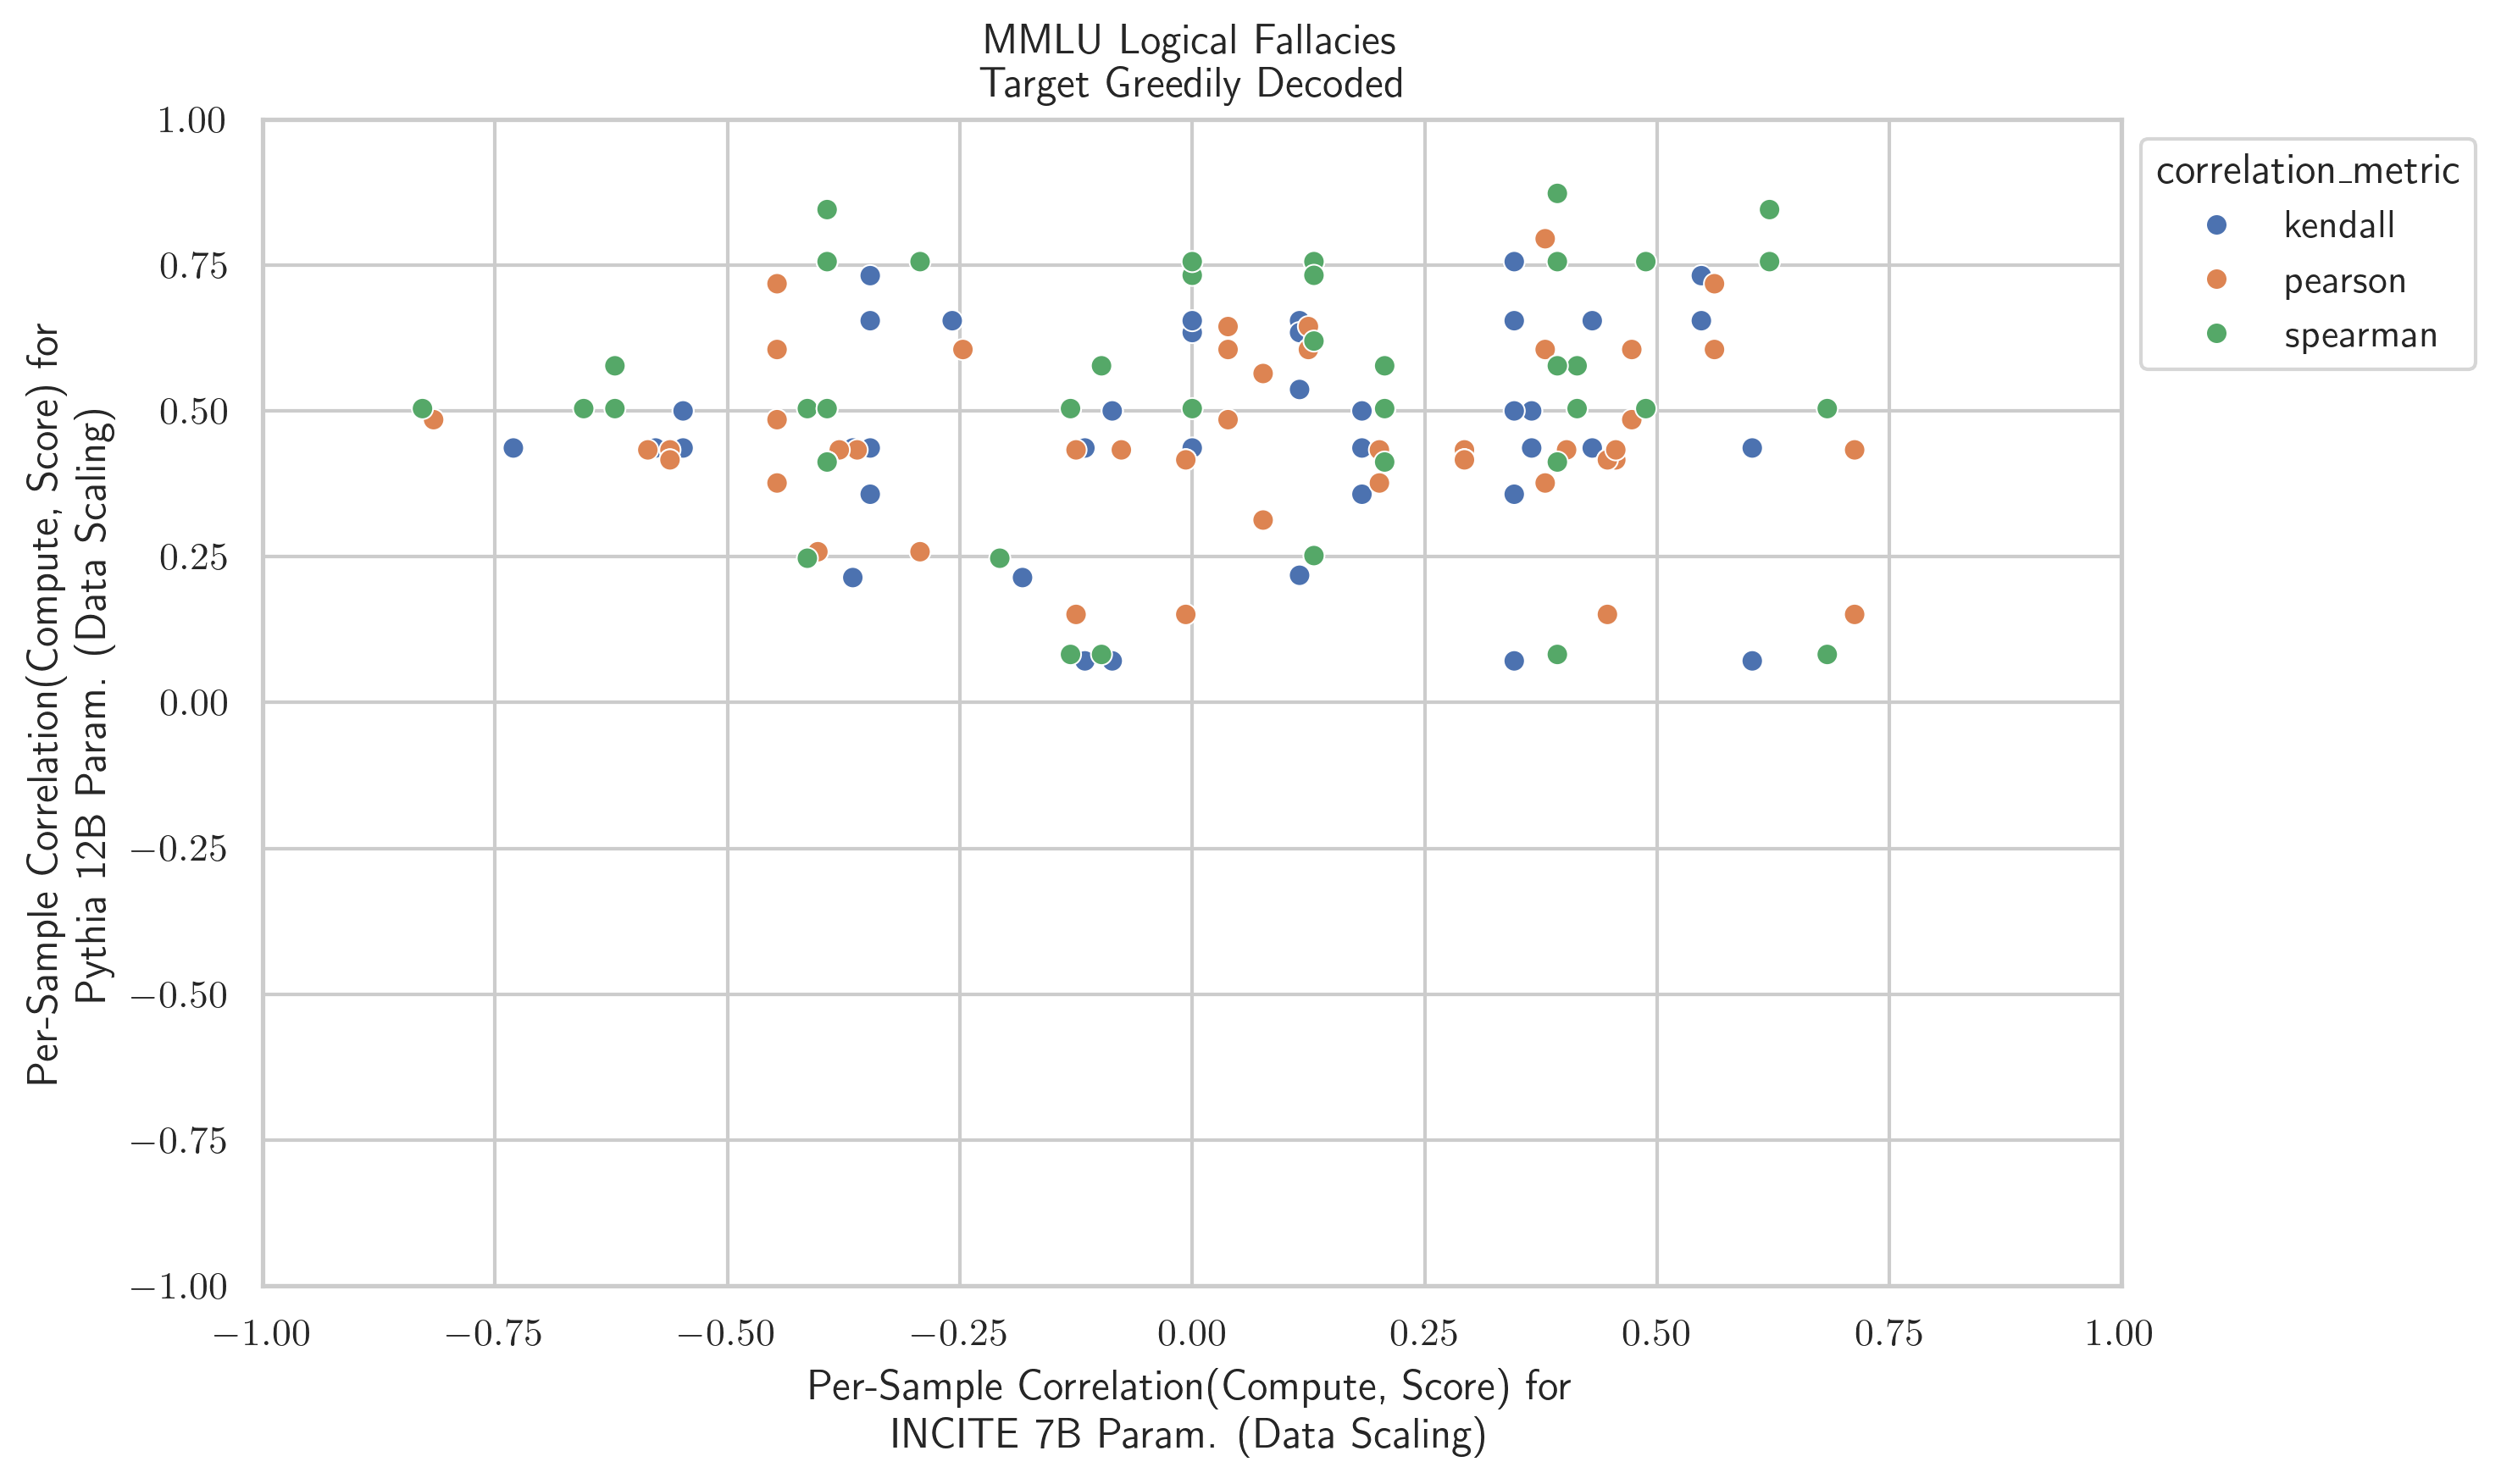 MMLU Logical Fallacies
Target Greedily Decoded
Per-Sample Correlation(Compute, Score) for
Pythia 12B Param. (Data Scaling)
1.00
0.75
0.50
0.25
0.00
−0.25
−0.50
−0.75
−1.00
−1.00
−0.75
−0.50
−0.25
0.00
0.25
0.50
0.75
1.00
Per-Sample Correlation(Compute, Score) for
INCITE 7B Param. (Data Scaling)
correlation_metric
kendall
pearson
spearman